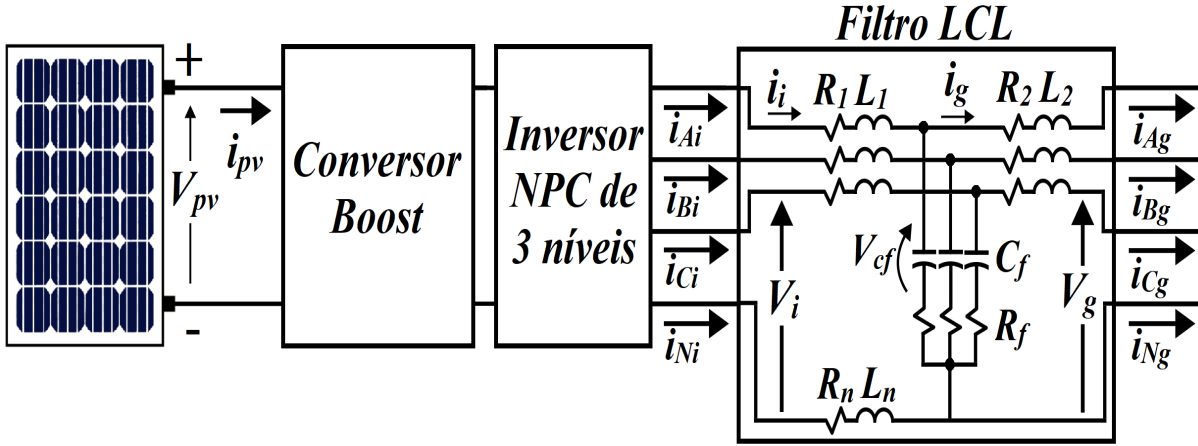 Filtro LCL
+
V_pv
i_pv
-
Conversor
Boost
Inversor
NPC de
3 níveis
i_Ai
i_Bi
i_Ci
i_Ni
i_i
R_1 L_1
i_g
R_2 L_2
V_i
V_cf
C_f
R_f
V_g
R_n L_n
i_Ag
i_Bg
i_Cg
i_Ng